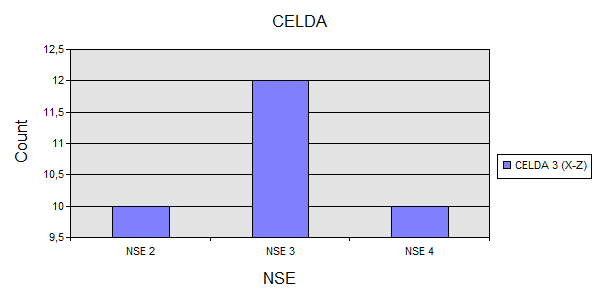 CELDA
12,5
12
11,5
11
10,5
10
9,5
Count
NSE 2
NSE 3
NSE 4
NSE
CELDA 3 (X-Z)